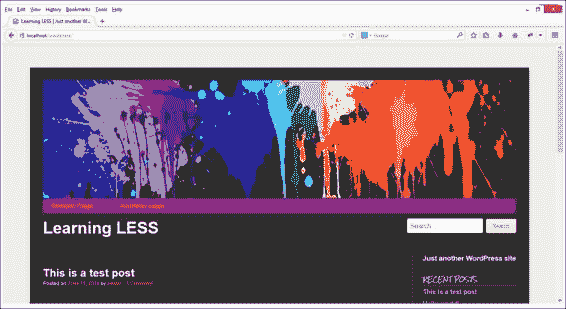 File Edit View History Bookmarks Tools Help
Learning LESS | Just another W...
localhost
Search
Learning LESS
Search
Search
Just another WordPress site
This is a test post
Posted on
RECENT POSTS
This is a test post